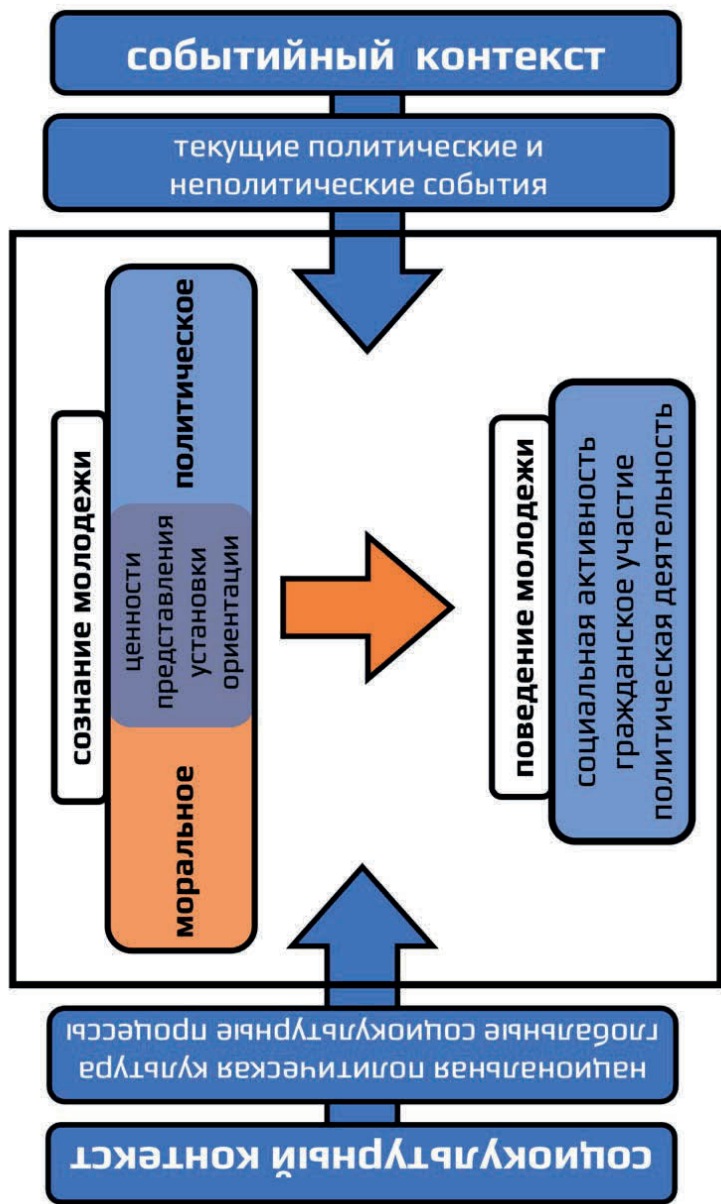 событийный контекст
текущие политические и
неполитические события
сознание молодежи
моральное
ценности
представления
установки
ориентации
политическое
поведение молодежи
социальная активность
гражданское участие
политическая деятельность
социокультурный контекст
национальная политическая культура
глобальные социокультурные процессы